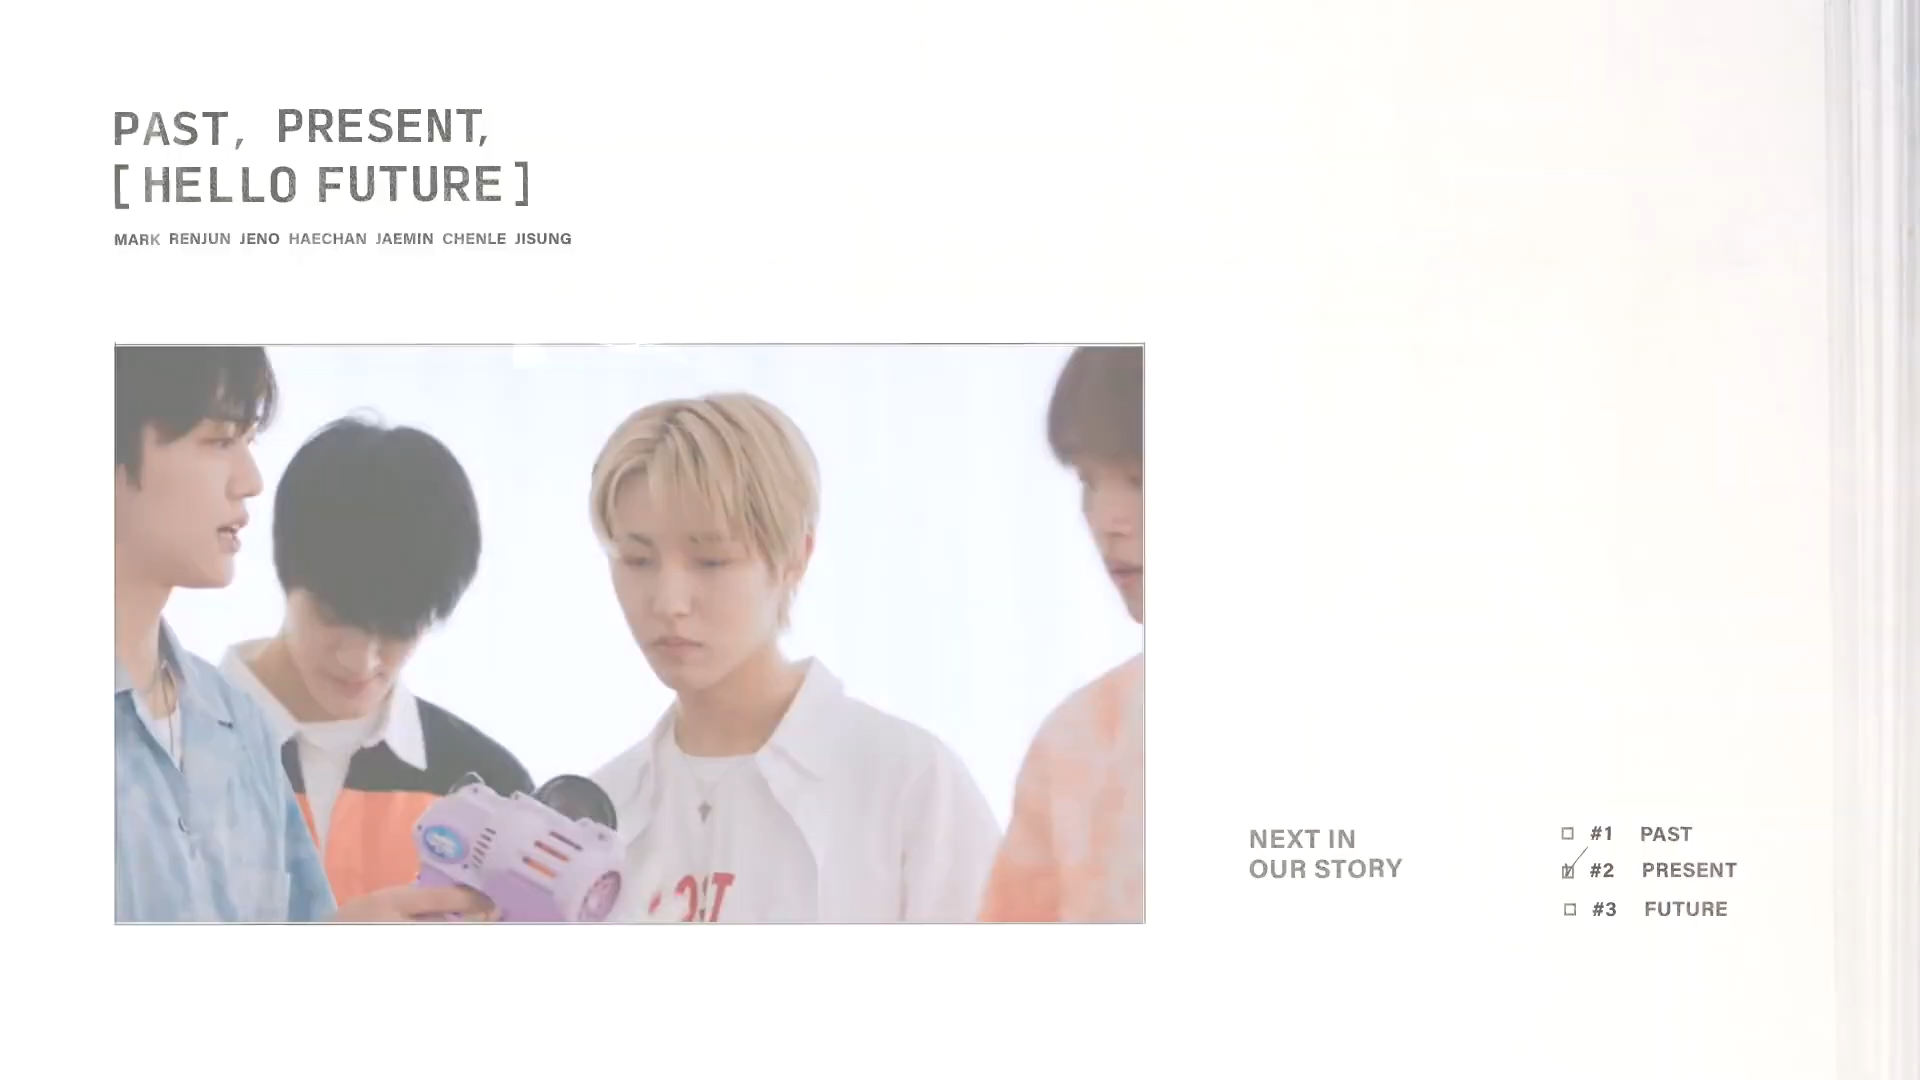 PAST, PRESENT,
[HELLO FUTURE]
MARK RENJUN JENO HAECHAN JAEMIN CHENLE JISUNG
NEXT IN
OUR STORY
#1 PAST
#2 PRESENT
#3 FUTURE